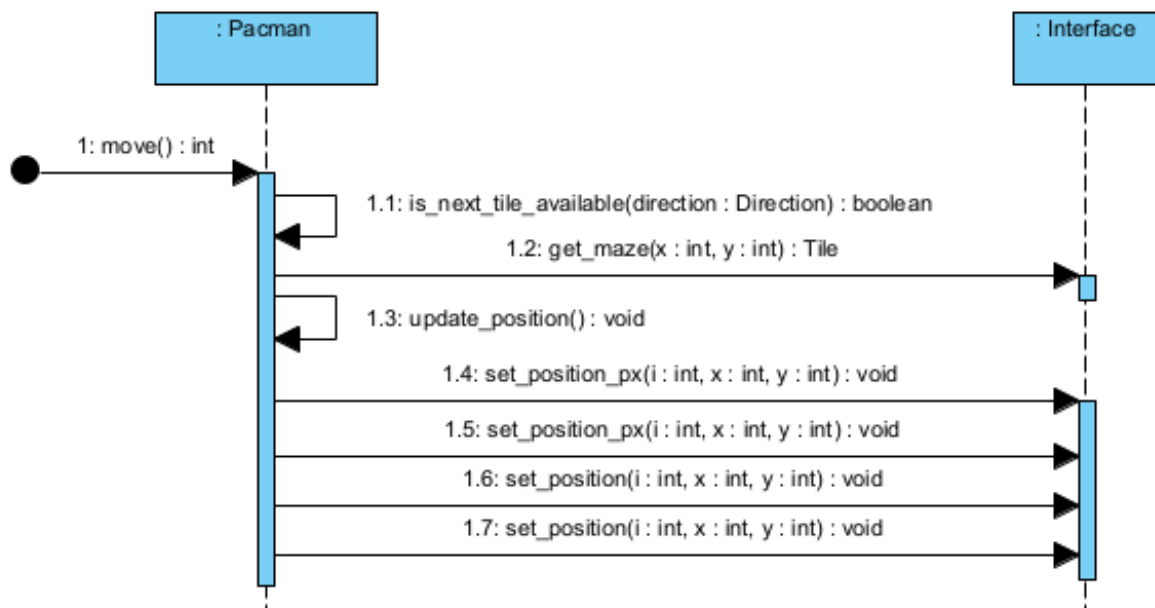 : Pacman
: Interface
1: move() : int
1.1: is_next_tile_available(direction : Direction) : boolean
1.2: get_maze(x : int, y : int) : Tile
1.3: update_position() : void
1.4: set_position_px(i : int, x : int, y : int) : void
1.5: set_position_px(i : int, x : int, y : int) : void
1.6: set_position(i : int, x : int, y : int) : void
1.7: set_position(i : int, x : int, y : int) : void